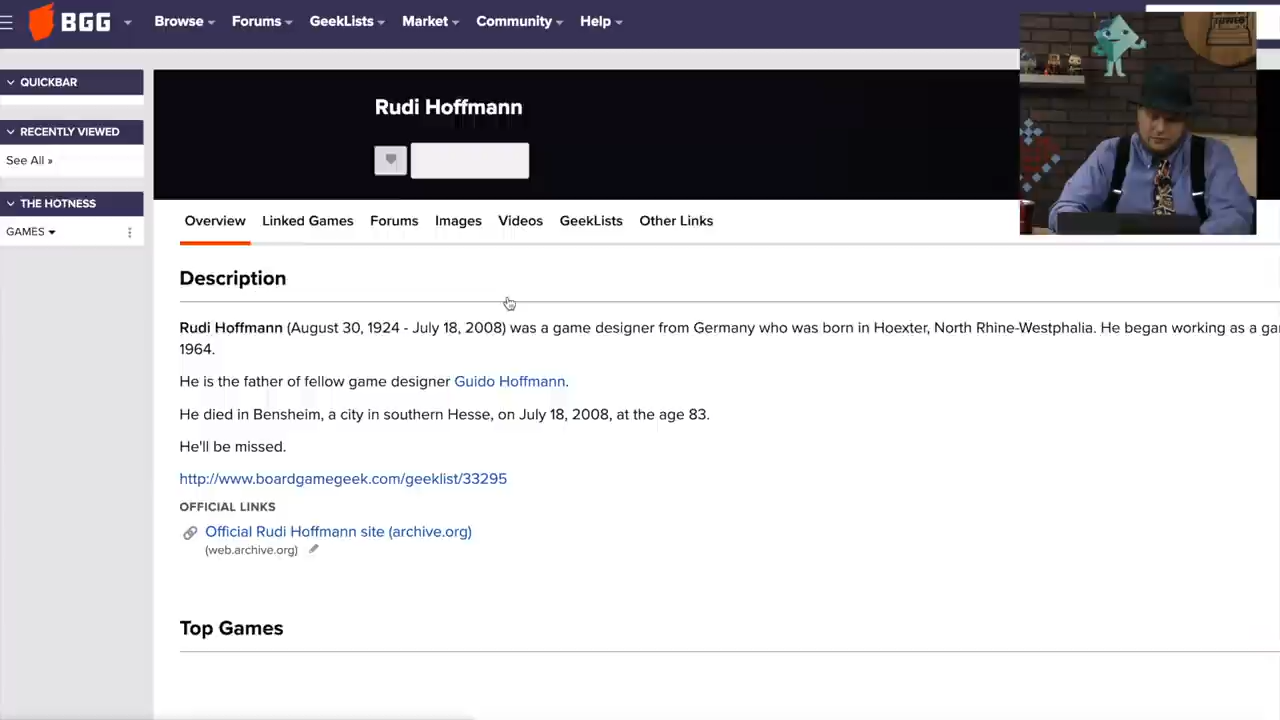 BGG Browse Forums GeekLists Market Community Help
QUICKBAR
RECENTLY VIEWED
See All »
THE HOTNESS
GAMES
Rudi Hoffmann
Overview Linked Games Forums Images Videos GeekLists Other Links
Description
Rudi Hoffmann (August 30, 1924 - July 18, 2008) was a game designer from Germany who was born in Hoexter, North Rhine-Westphalia. He began working as a ga
1964.
He is the father of fellow game designer Guido Hoffmann.
He died in Bensheim, a city in southern Hesse, on July 18, 2008, at the age 83.
He'll be missed.
http://www.boardgamegeek.com/geeklist/33295
OFFICIAL LINKS
Official Rudi Hoffmann site (archive.org)
(web.archive.org)
Top Games